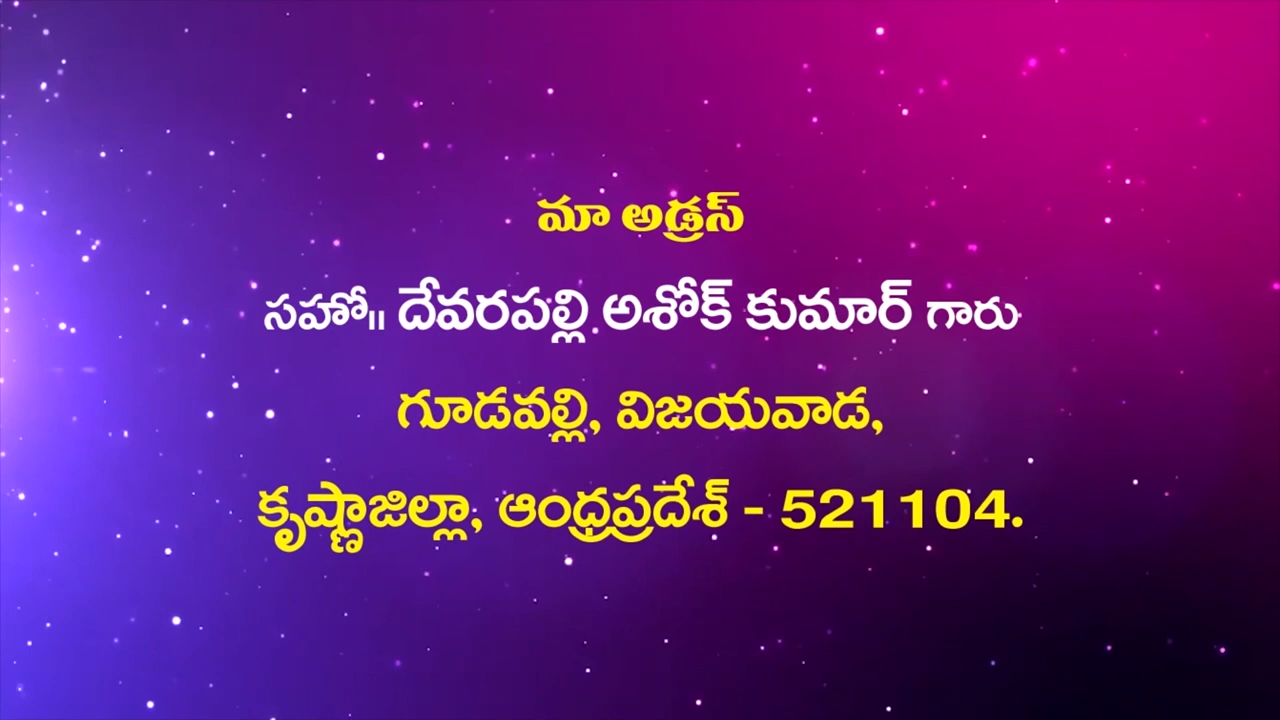 మా అడ్రస్
సహో॥ దేవరపల్లి అశోక్ కుమార్ గారు
గూడవల్లి, విజయవాడ,
కృష్ణాజిల్లా, ఆంధ్రప్రదేశ్ - 521104.